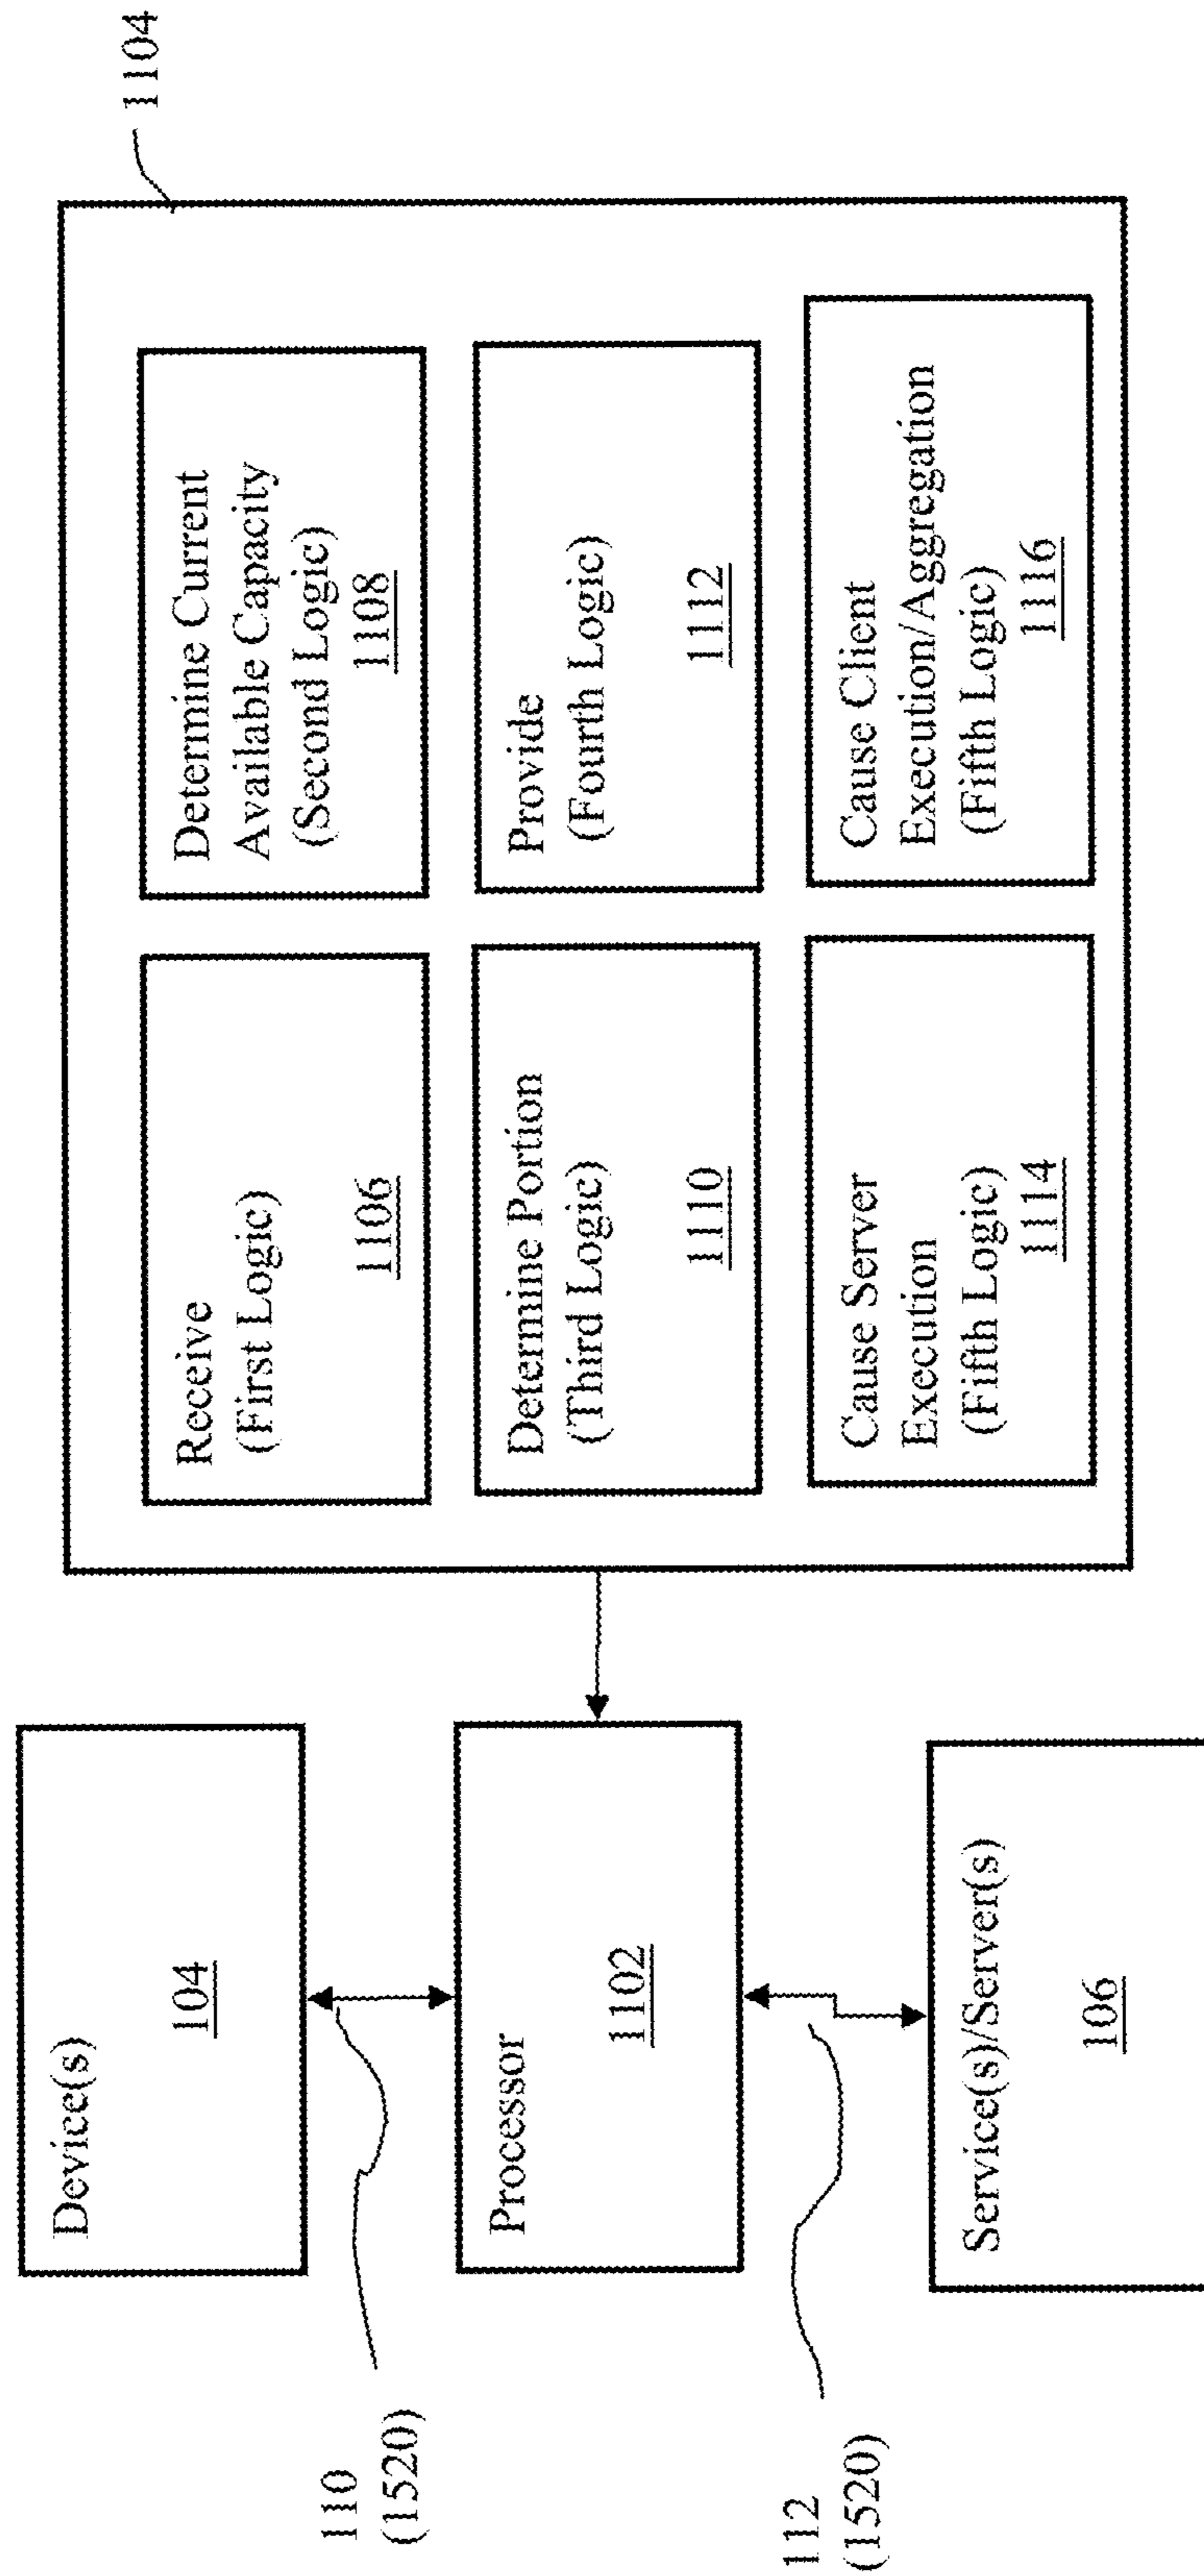 Device(s)
104
110
(1520)
Processor
1102
112
(1520)
Service(s)/Server(s)
106
1104
Receive
(First Logic)
1106
Determine Current
Available Capacity
(Second Logic)
1108
Determine Portion
(Third Logic)
1110
Provide
(Fourth Logic)
1112
Cause Server
Execution
(Fifth Logic)
1114
Cause Client
Execution/Aggregation
(Fifth Logic)
1116